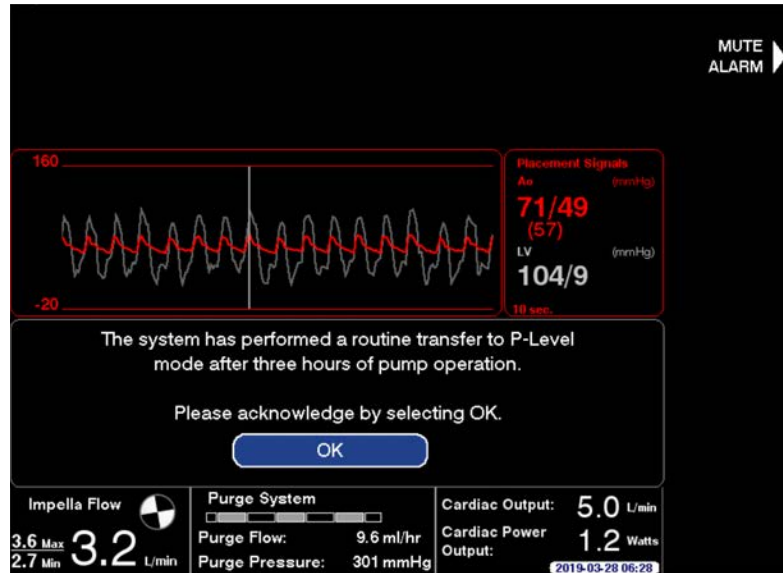 MUTE
ALARM
160
-20
Placement Signals
Ao (mmHg)
71/49
(57)
LV (mmHg)
104/9
10 sec.
The system has performed a routine transfer to P-Level
mode after three hours of pump operation.
Please acknowledge by selecting OK.
OK
Impella Flow
3.6 Max
2.7 Min
3.2 L/min
Purge System
Purge Flow: 9.6 ml/hr
Purge Pressure: 301 mmHg
Cardiac Output: 5.0 L/min
Cardiac Power
Output: 1.2 Watts
2019-03-28 06:28